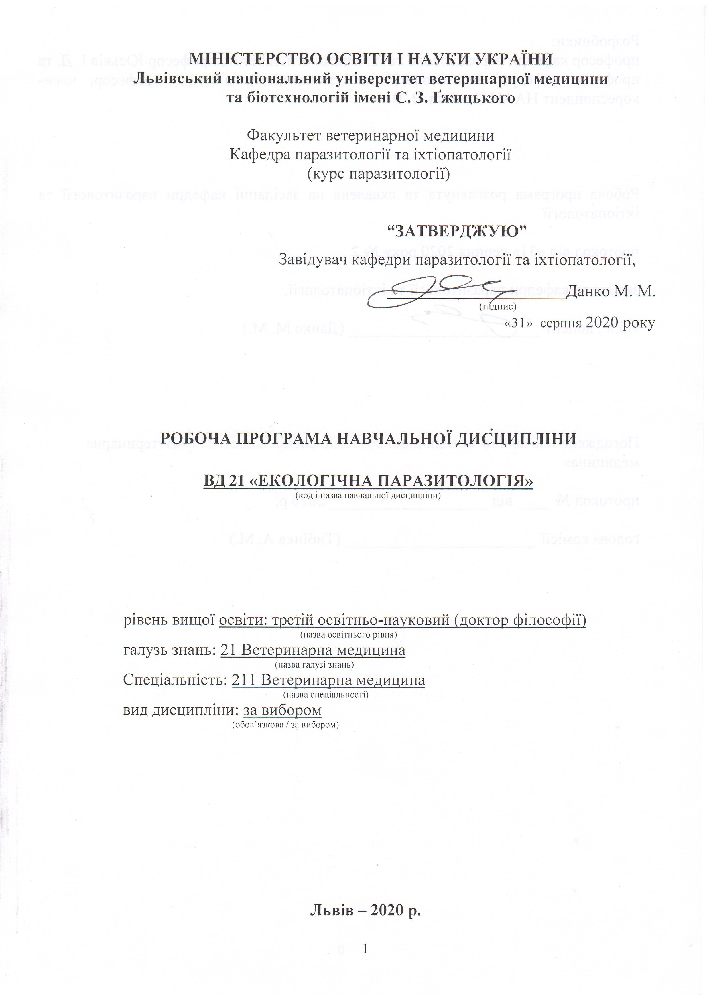 МІНІСТЕРСТВО ОСВІТИ І НАУКИ УКРАЇНИ
Львівський національний університет ветеринарної медицини
та біотехнологій імені С. З. Ґжицького
Факультет ветеринарної медицини
Кафедра паразитології та іхтіопатології
(курс паразитології)
“ЗАТВЕРДЖУЮ”
Завідувач кафедри паразитології та іхтіопатології,
Данко М. М.
(підпис)
«31» серпня 2020 року
РОБОЧА ПРОГРАМА НАВЧАЛЬНОЇ ДИСЦИПЛІНИ
ВД 21 «ЕКОЛОГІЧНА ПАРАЗИТОЛОГІЯ»
(код і назва навчальної дисципліни)
рівень вищої освіти: третій освітньо-науковий (доктор філософії)
(назва освітнього рівня)
галузь знань: 21 Ветеринарна медицина
(назва галузі знань)
Спеціальність: 211 Ветеринарна медицина
(назва спеціальності)
вид дисципліни: за вибором
(обов’язкова / за вибором)
Львів – 2020 р.
1